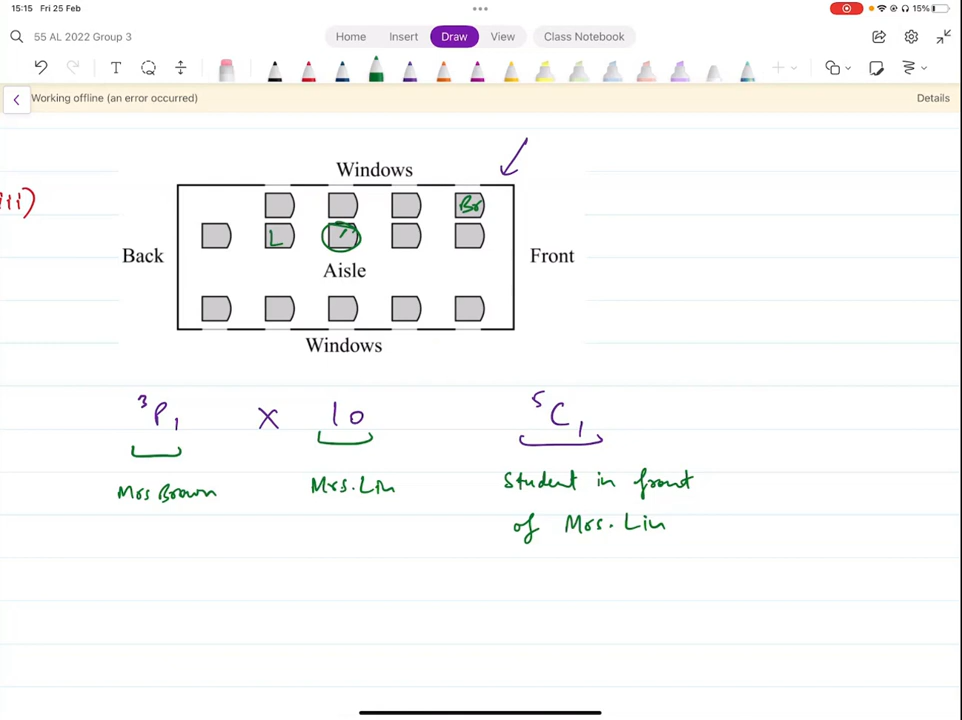 15:15 Fri 25 Feb
15%
55 AL 2022 Group 3
Home Insert Draw View Class Notebook
Working offline (an error occurred) Details
iii)
Windows
Br
L
Back
Aisle
Front
Windows
³P₁ × 10 ⁵C₁
Mrs Brown Mrs. Lin Student in front
of Mrs. Lin